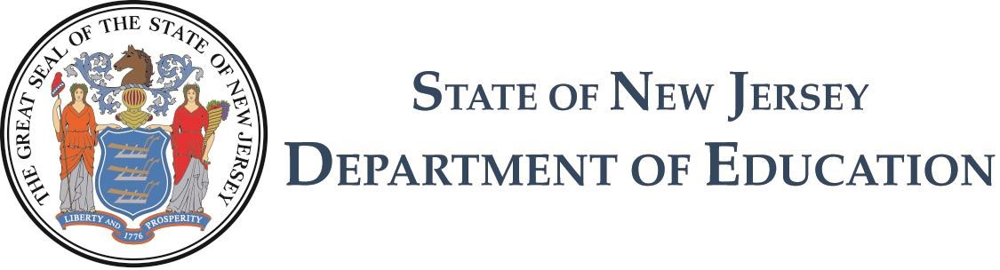 THE GREAT SEAL OF THE STATE OF NEW JERSEY
LIBERTY AND PROSPERITY
1776
STATE OF NEW JERSEY
DEPARTMENT OF EDUCATION